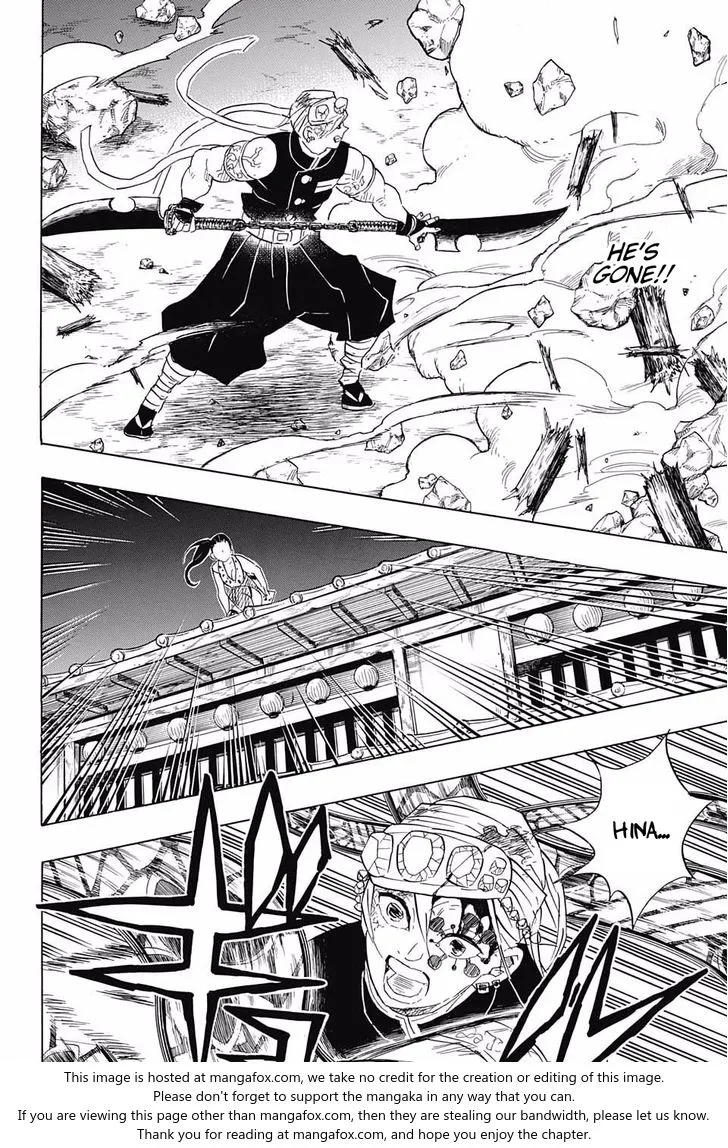 HE'S
GONE!!
HINA...
This image is hosted at mangafox.com, we take no credit for the creation or editing of this image.
Please don't forget to support the mangaka in any way that you can.
If you are viewing this page other than mangafox.com, then they are stealing our bandwidth, please let us know.
Thank you for reading at mangafox.com, and hope you enjoy the chapter.